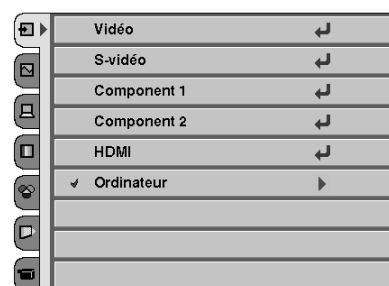 Vidéo
S-vidéo
Component 1
Component 2
HDMI
Ordinateur